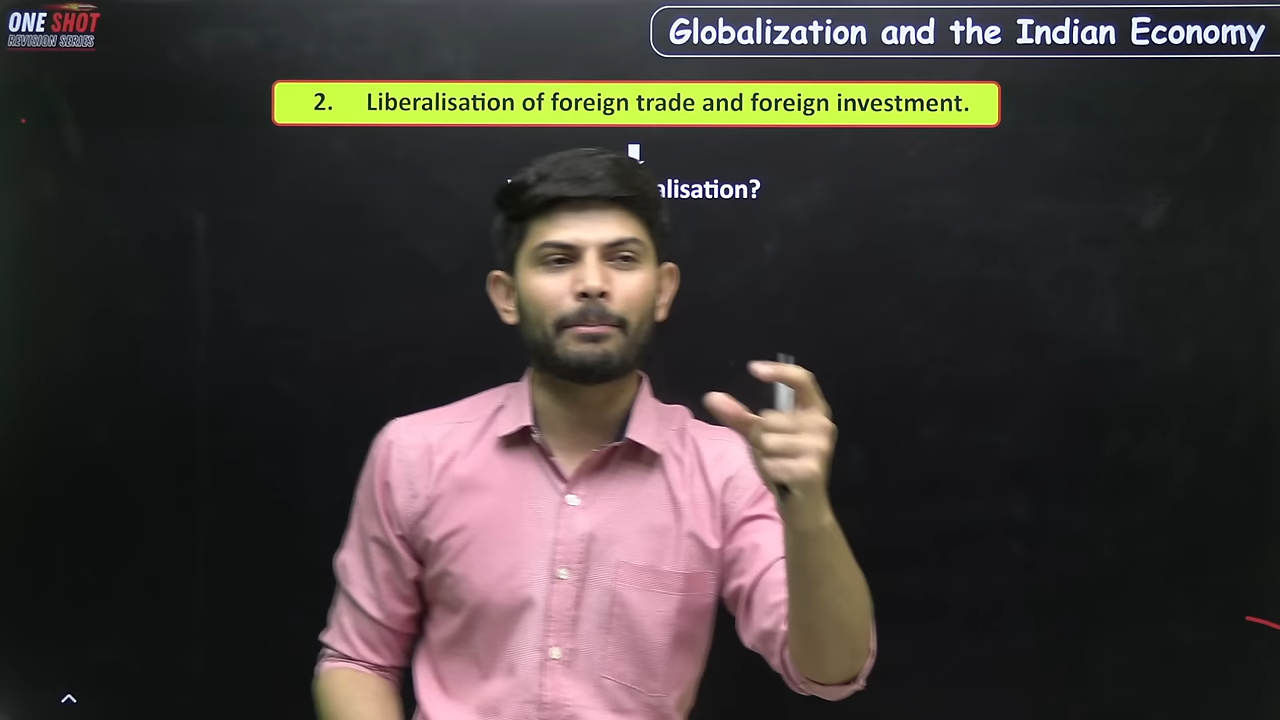 ONE SHOT
REVISION SERIES
Globalization and the Indian Economy
2. Liberalisation of foreign trade and foreign investment.
alisation?